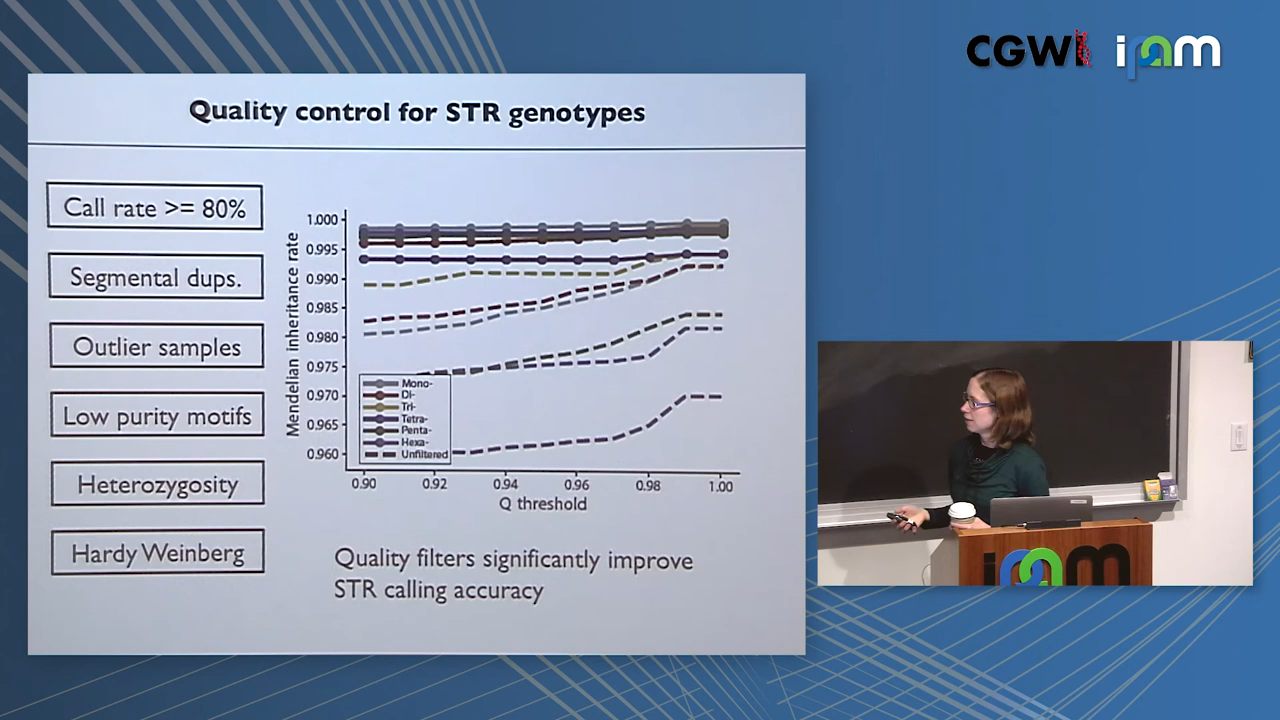 CGWI ipam
Quality control for STR genotypes
Call rate >= 80%
Segmental dups.
Outlier samples
Low purity motifs
Heterozygosity
Hardy Weinberg
Mendelian inheritance rate
1.000
0.995
0.990
0.985
0.980
0.975
0.970
0.965
0.960
Mono-
Di-
Tri-
Tetra-
Penta-
Hexa-
Unfiltered
0.90 0.92 0.94 0.96 0.98 1.00
Q threshold
Quality filters significantly improve
STR calling accuracy
ipam